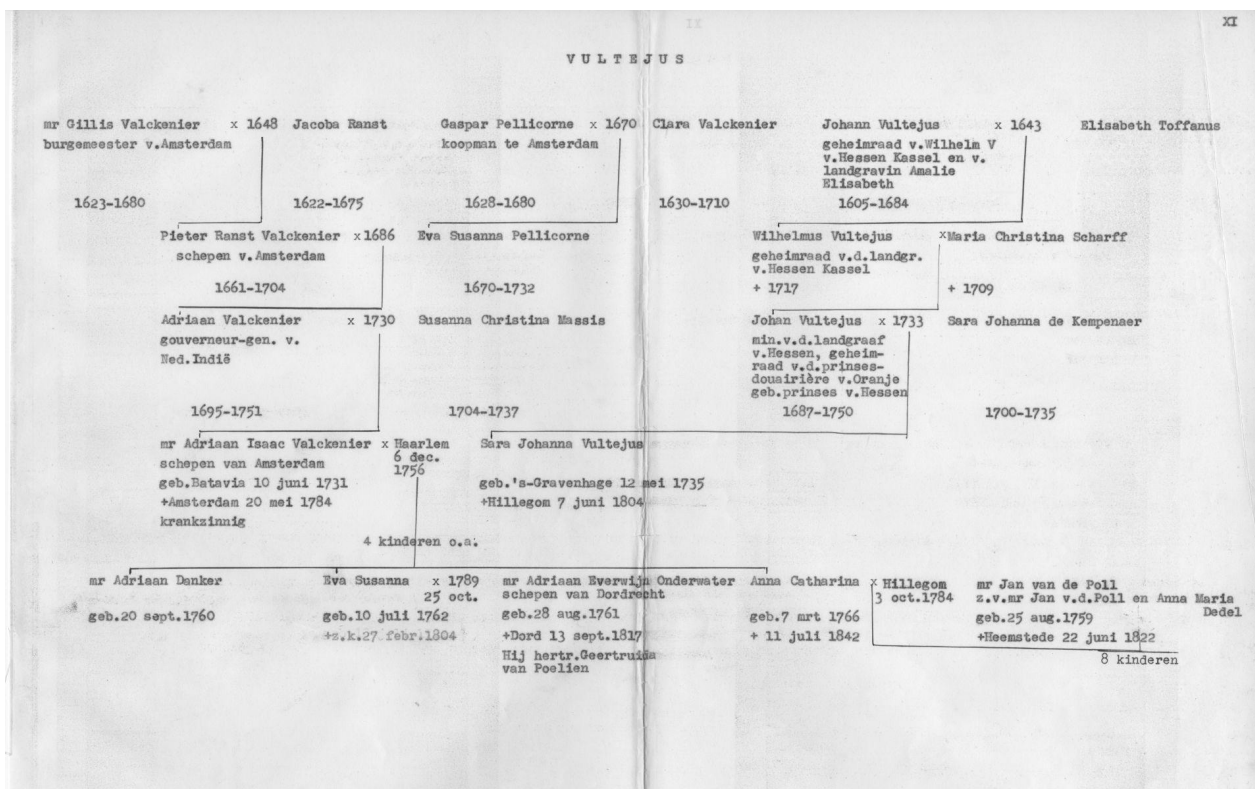 XI
VULTEJUS
mr Gillis Valckenier x 1648 Jacoba Ranst Gaspar Pellicorne x 1670 Clara Valckenier Johann Vultejus x 1643 Elisabeth Toffanus
burgemeester v.Amsterdam koopman te Amsterdam geheimraad v.Wilhelm V
v.Hessen Kassel en v.
landgravin Amalie
Elisabeth
1623-1680 1622-1675 1628-1680 1630-1710 1605-1684
Pieter Ranst Valckenier x 1686 Eva Susanna Pellicorne Wilhelmus Vultejus x Maria Christina Scharff
schepen v.Amsterdam geheimraad v.d.landgr.
v.Hessen Kassel
1661-1704 1670-1732 + 1717 + 1709
Adriaan Valckenier x 1730 Susanna Christina Massis Johan Vultejus x 1733 Sara Johanna de Kempenaer
gouverneur-gen. v. min.v.d.landgraaf
Ned.Indië v.Hessen, geheim-
raad v.d.prinses-
douairière v.Oranje
geb.prinses v.Hessen
1695-1751 1704-1737 1687-1750 1700-1735
mr Adriaan Isaac Valckenier x Haarlem Sara Johanna Vultejus
6 dec.
schepen van Amsterdam 1756
geb.Batavia 10 juni 1731 geb.'s-Gravenhage 12 mei 1735
+Amsterdam 20 mei 1784 +Hillegom 7 juni 1804
krankzinnig
4 kinderen o.a.
mr Adriaan Danker Eva Susanna x 1789 mr Adriaan Everwijn Onderwater Anna Catharina x Hillegom mr Jan van de Poll
25 oct. schepen van Dordrecht 3 oct.1784 z.v.mr Jan v.d.Poll en Anna Maria
Dedel
geb.20 sept.1760 geb.10 juli 1762 geb.28 aug.1761 geb.7 mrt 1766 geb.25 aug.1759
+z.k.27 febr.1804 +Dord 13 sept.1817 + 11 juli 1842 +Heemstede 22 juni 1822
Hij hertr.Geertruida 8 kinderen
van Poelien